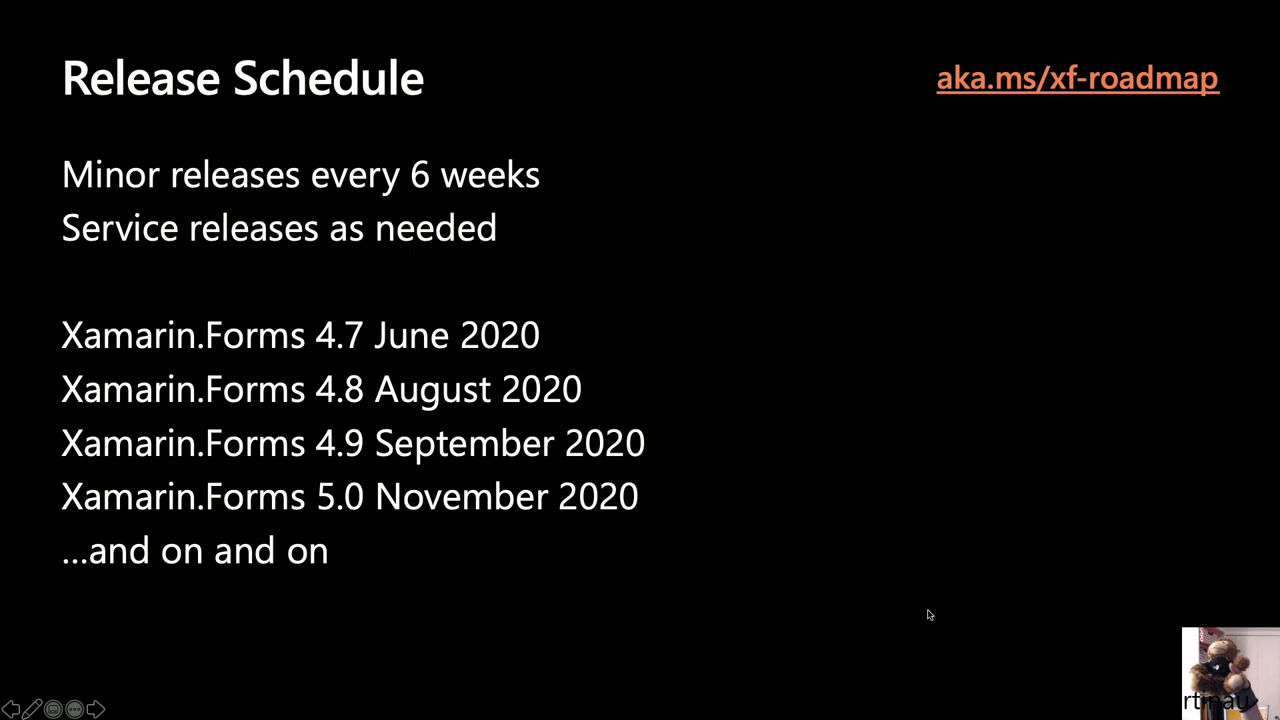 Release Schedule
aka.ms/xf-roadmap
Minor releases every 6 weeks
Service releases as needed
Xamarin.Forms 4.7 June 2020
Xamarin.Forms 4.8 August 2020
Xamarin.Forms 4.9 September 2020
Xamarin.Forms 5.0 November 2020
...and on and on